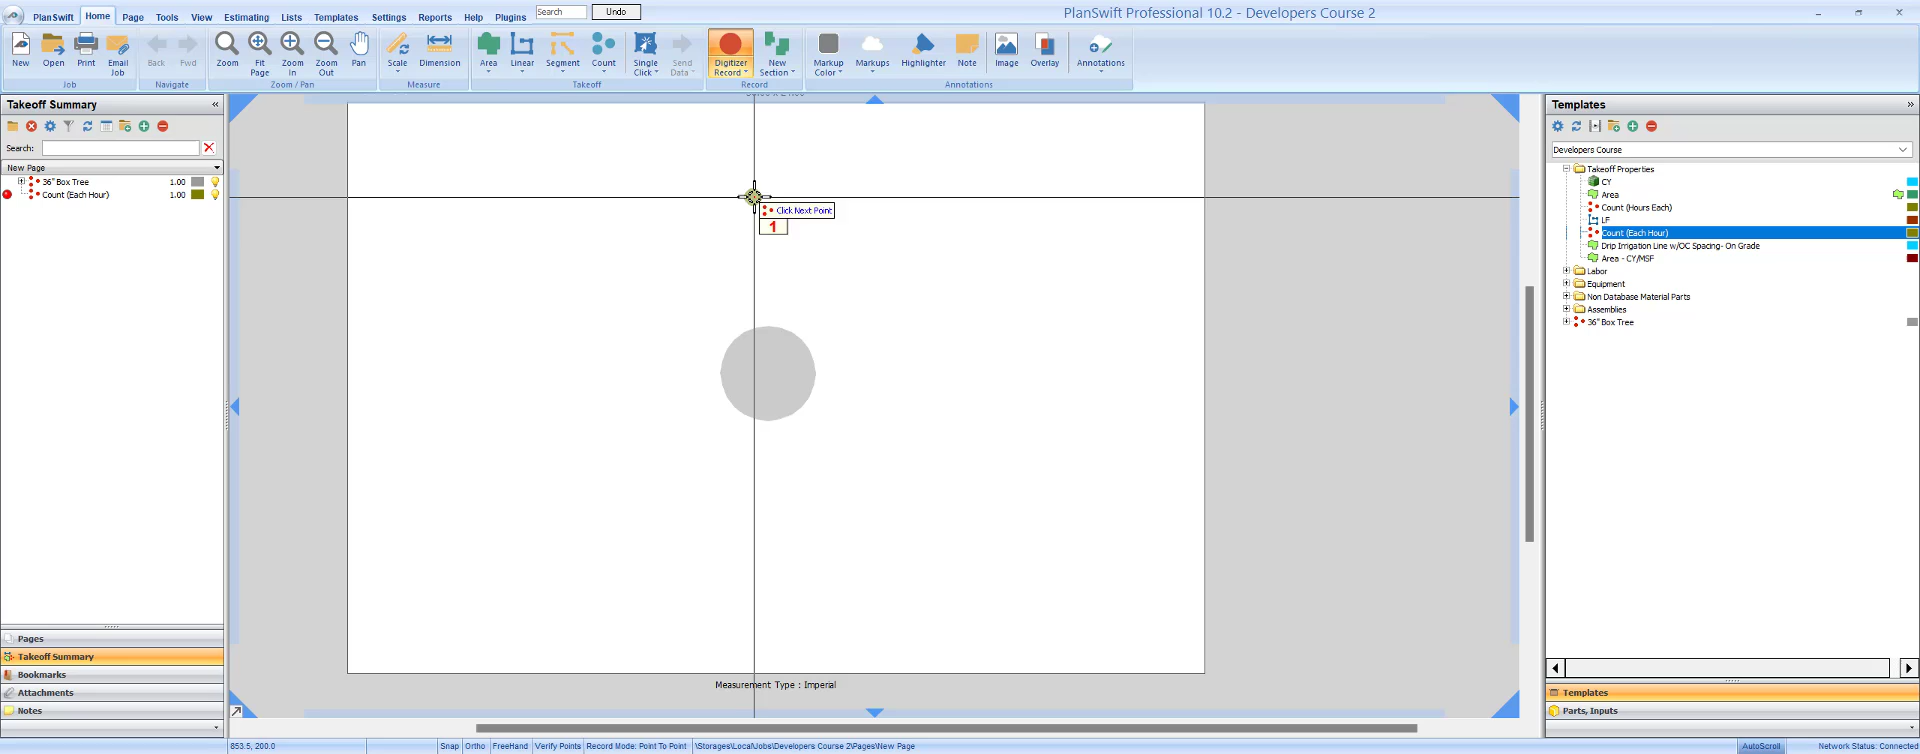 PlanSwift Professional 10.2 - Developers Course 2
PlanSwift Home Page Tools View Estimating Lists Templates Settings Reports Help Plugins Search Undo
New Open Print Email Job
Back Fwd
Zoom Fit Page Zoom In Zoom Out Pan
Scale Dimension
Area Linear Segment Count Single Click Send Data
Digitizer Record New Section
Markup Color Markups Highlighter Note Image Overlay Annotations
Job Navigate Zoom / Pan Measure Takeoff Record Annotations
Takeoff Summary «
Search:
New Page
36" Box Tree 1.00
Count (Each Hour) 1.00
Pages
Takeoff Summary
Bookmarks
Attachments
Notes
Click Next Point
1
Measurement Type : Imperial
Templates »
Developers Course
Takeoff Properties
CY
Area
Count (Hours Each)
LF
Count (Each Hour)
Drip Irrigation Line w/OC Spacing- On Grade
Area - CY/MSF
Labor
Equipment
Non Database Material Parts
Assemblies
36" Box Tree
Templates
Parts, Inputs
853.5, 200.0 Snap Ortho FreeHand Verify Points Record Mode: Point To Point \Storages\Local\Jobs\Developers Course 2\Pages\New Page AutoScroll Network Status: Connected